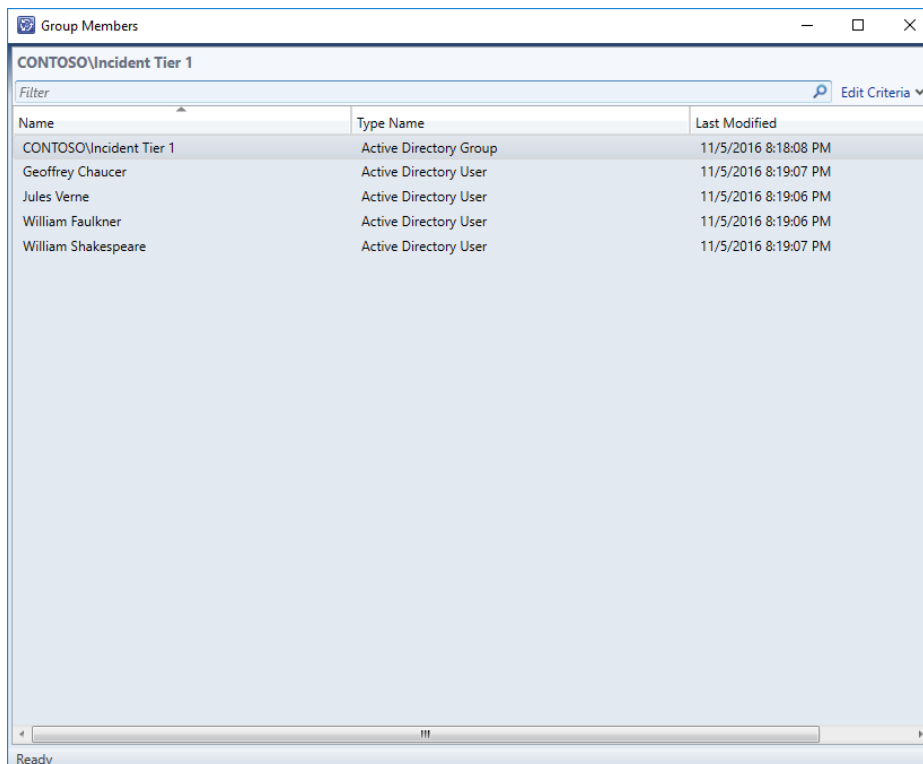 Group Members
CONTOSO\Incident Tier 1
Filter Edit Criteria
Name Type Name Last Modified
CONTOSO\Incident Tier 1 Active Directory Group 11/5/2016 8:18:08 PM
Geoffrey Chaucer Active Directory User 11/5/2016 8:19:07 PM
Jules Verne Active Directory User 11/5/2016 8:19:06 PM
William Faulkner Active Directory User 11/5/2016 8:19:06 PM
William Shakespeare Active Directory User 11/5/2016 8:19:07 PM
Ready